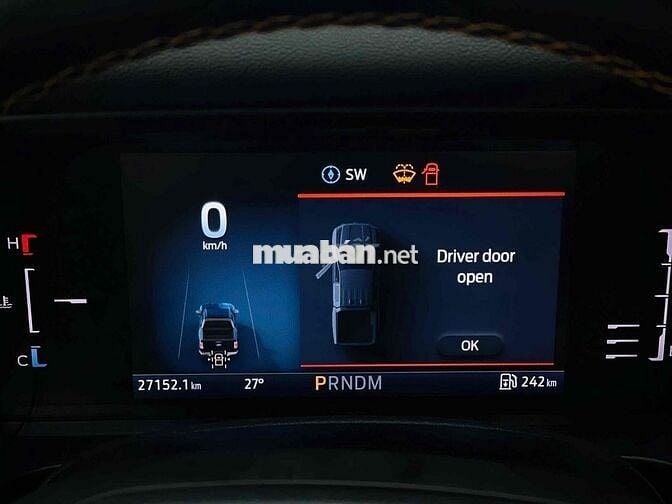 SW
0
km/h
muaban.net
Driver door
open
OK
H
C
27152.1 km
27°
PRNDM
242 km